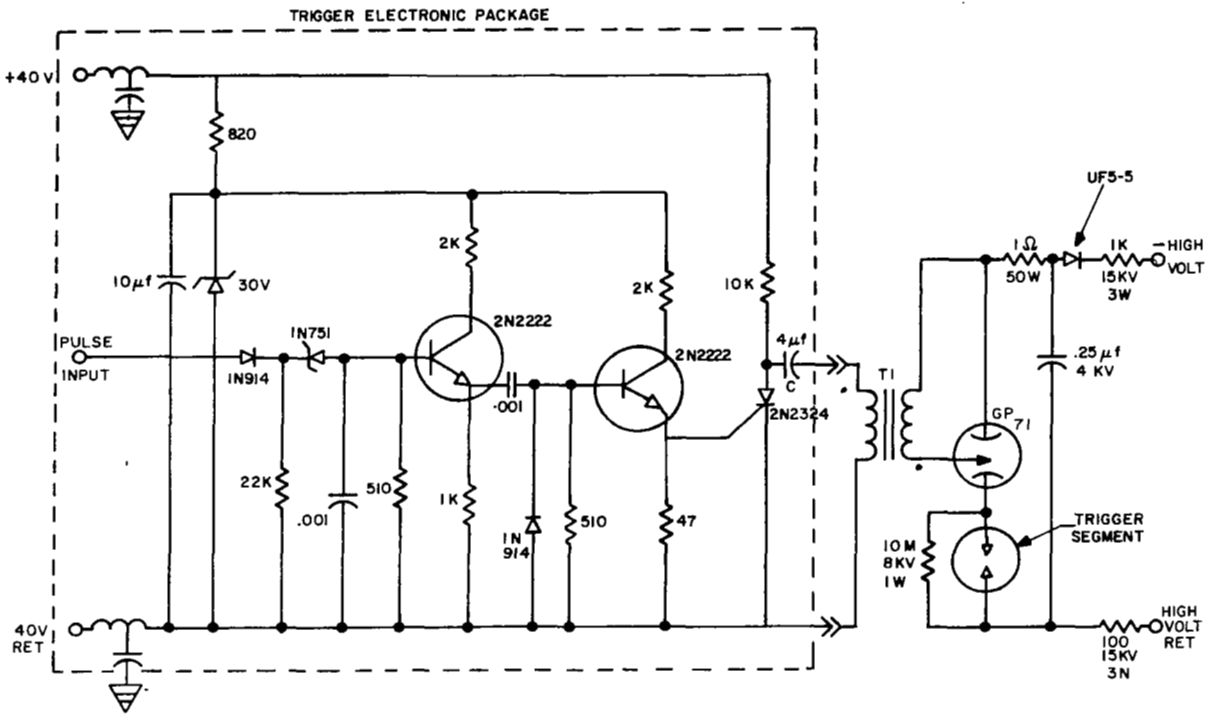 TRIGGER ELECTRONIC PACKAGE
+40V
820
UF5-5
2K
1Ω
50W
1K
15KV
3W
-HIGH
VOLT
10µf
30V
2K
10K
2N2222
PULSE
INPUT
1N914
1N751
2N2222
4µf
C
T1
.25µf
4 KV
.001
2N2324
GP
71
22K
.001
510
1K
1N
914
510
47
TRIGGER
SEGMENT
10M
8KV
1W
40V
RET
HIGH
VOLT
RET
100
15KV
3N